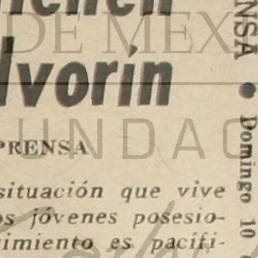 lvorín
PRENSA
situación que vive
os jóvenes posesio-
imiento es pacífi-
NSA ● Domingo 10
DE MEX
UNDAC